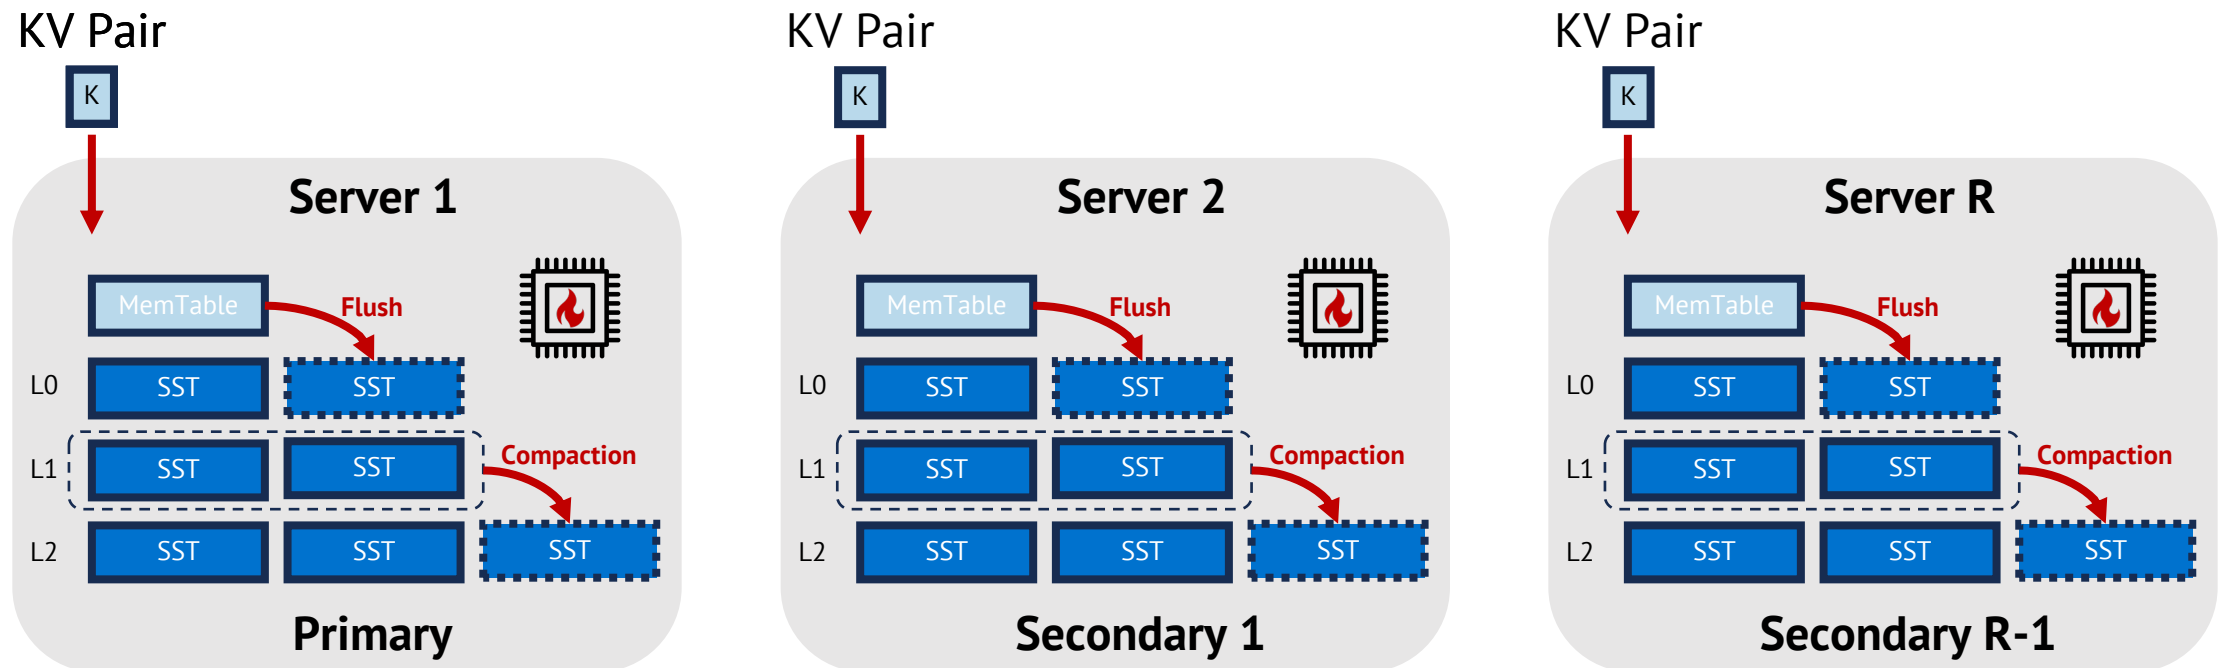 KV Pair
K
Server 1
MemTable
Flush
L0
SST
SST
L1
SST
SST
Compaction
L2
SST
SST
SST
Primary
KV Pair
K
Server 2
MemTable
Flush
L0
SST
SST
L1
SST
SST
Compaction
L2
SST
SST
SST
Secondary 1
KV Pair
K
Server R
MemTable
Flush
L0
SST
SST
L1
SST
SST
Compaction
L2
SST
SST
SST
Secondary R-1